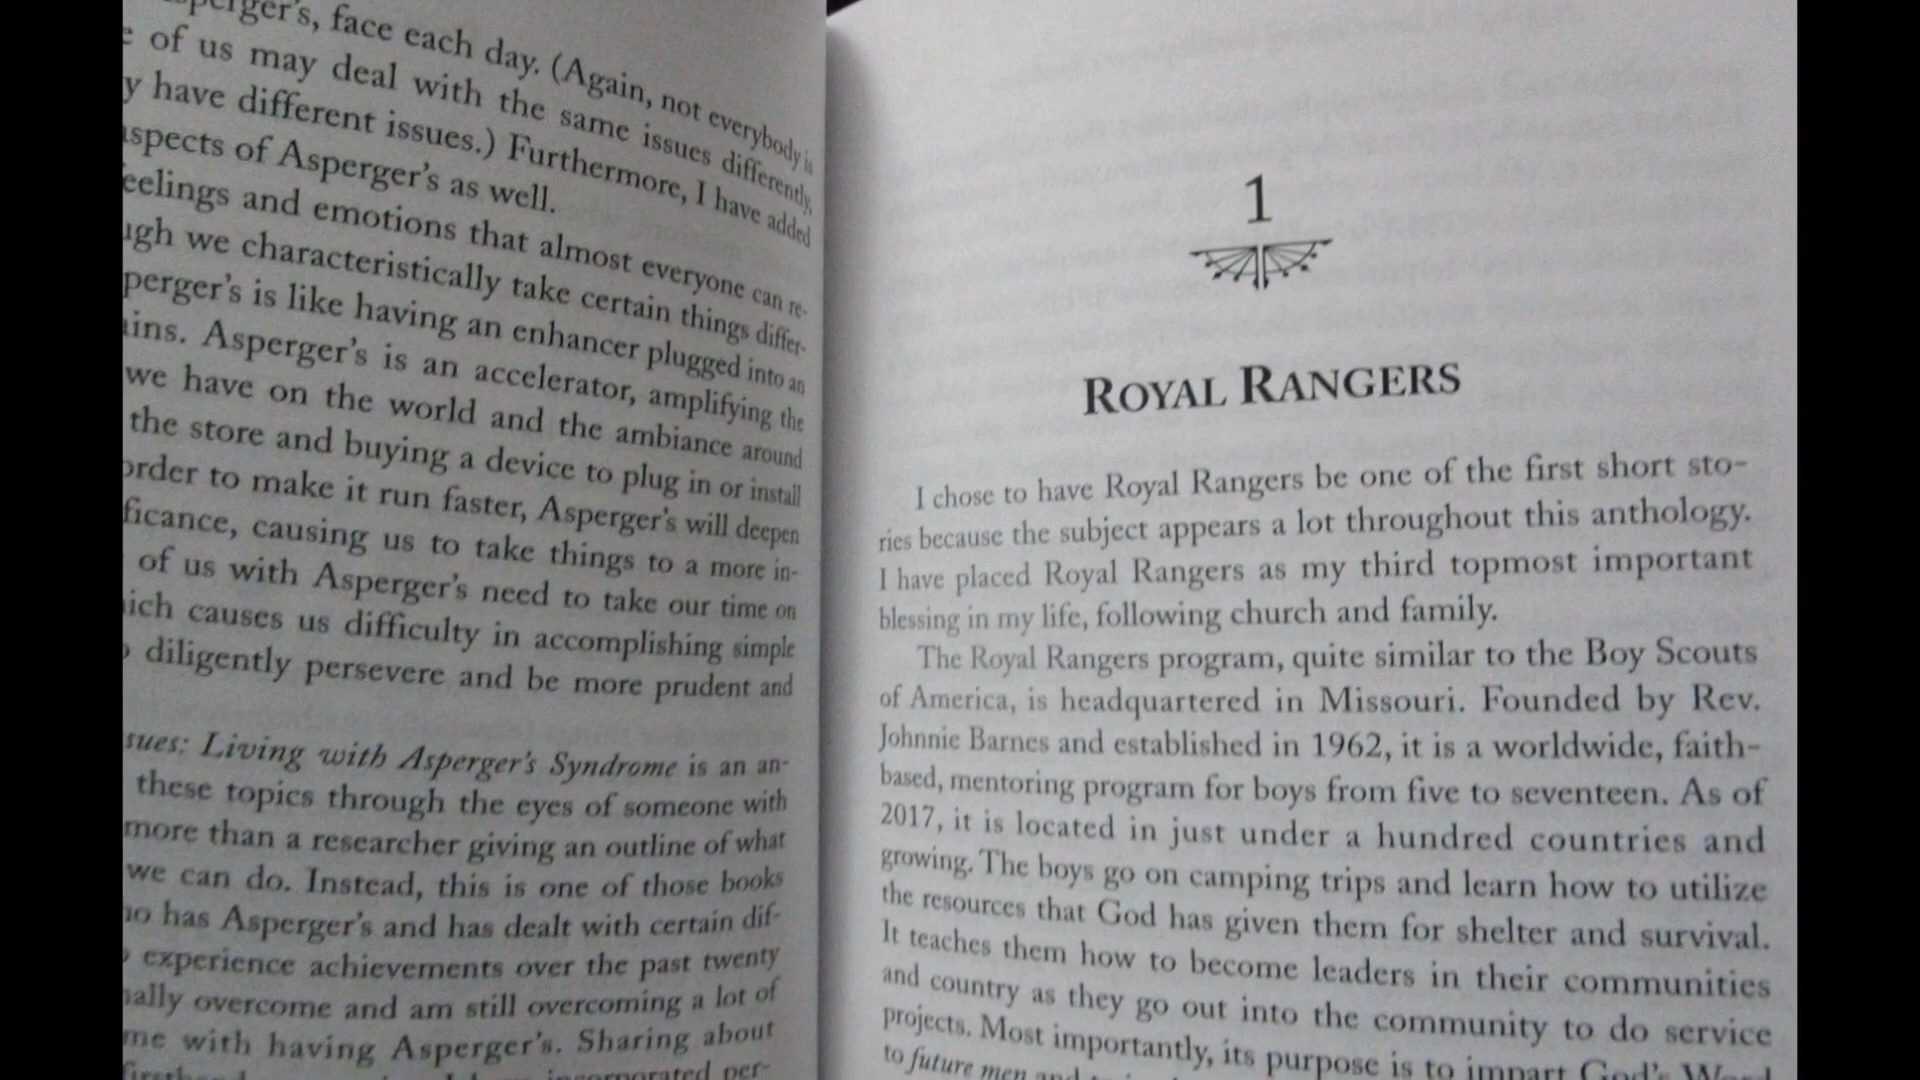 Asperger's, face each day. (Again, not everybody is
of us may deal with the same issues differently,
have different issues.) Furthermore, I have added
aspects of Asperger's as well.
feelings and emotions that almost everyone can re-
we characteristically take certain things differ-
Asperger's is like having an enhancer plugged into an
Asperger's is an accelerator, amplifying the
we have on the world and the ambiance around
the store and buying a device to plug in or install
order to make it run faster, Asperger's will deepen
causing us to take things to a more in-
of us with Asperger's need to take our time on
causes us difficulty in accomplishing simple
diligently persevere and be more prudent and
Living with Asperger's Syndrome is an an-
these topics through the eyes of someone with
more than a researcher giving an outline of what
we can do. Instead, this is one of those books
has Asperger's and has dealt with certain dif-
experience achievements over the past twenty
overcome and am still overcoming a lot of
me with having Asperger's. Sharing about
incorporated per-
1
ROYAL RANGERS
I chose to have Royal Rangers be one of the first short sto-
ries because the subject appears a lot throughout this anthology.
I have placed Royal Rangers as my third topmost important
blessing in my life, following church and family.
The Royal Rangers program, quite similar to the Boy Scouts
of America, is headquartered in Missouri. Founded by Rev.
Johnnie Barnes and established in 1962, it is a worldwide, faith-
based, mentoring program for boys from five to seventeen. As of
2017, it is located in just under a hundred countries and
growing. The boys go on camping trips and learn how to utilize
the resources that God has given them for shelter and survival.
It teaches them how to become leaders in their communities
and country as they go out into the community to do service
projects. Most importantly, its purpose is to impart God's Word
to future men and